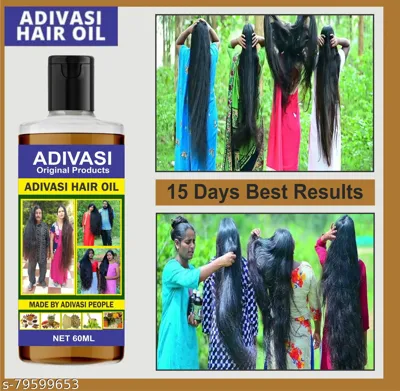 ADIVASI
HAIR OIL
ADIVASI
Original Products
ADIVASI HAIR OIL
MADE BY ADIVASI PEOPLE
NET 60ML
15 Days Best Results
s-79599653